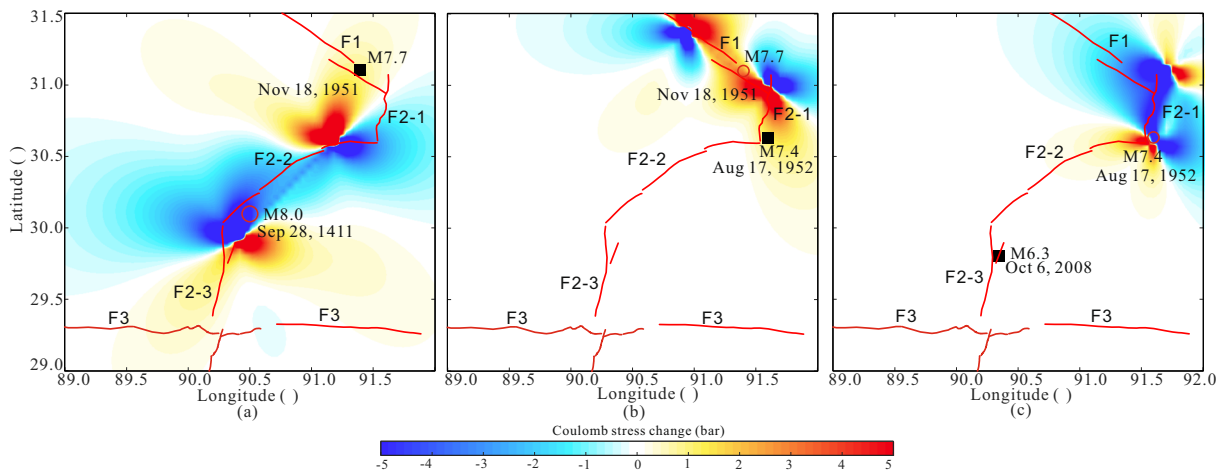 31.5
31.0
30.5
30.0
29.5
29.0
Latitude ( )
F1
M7.7
Nov 18, 1951
F2-1
F2-2
M8.0
Sep 28, 1411
F2-3
F3
F3
89.0 89.5 90.0 90.5 91.0 91.5
Longitude ( )
(a)
F1
M7.7
Nov 18, 1951
F2-1
F2-2
M7.4
Aug 17, 1952
F2-3
F3
F3
89.0 89.5 90.0 90.5 91.0 91.5
Longitude ( )
(b)
F1
F2-1
F2-2
M7.4
Aug 17, 1952
M6.3
Oct 6, 2008
F2-3
F3
F3
89.0 89.5 90.0 90.5 91.0 91.5 92.0
Longitude ( )
(c)
Coulomb stress change (bar)
-5 -4 -3 -2 -1 0 1 2 3 4 5